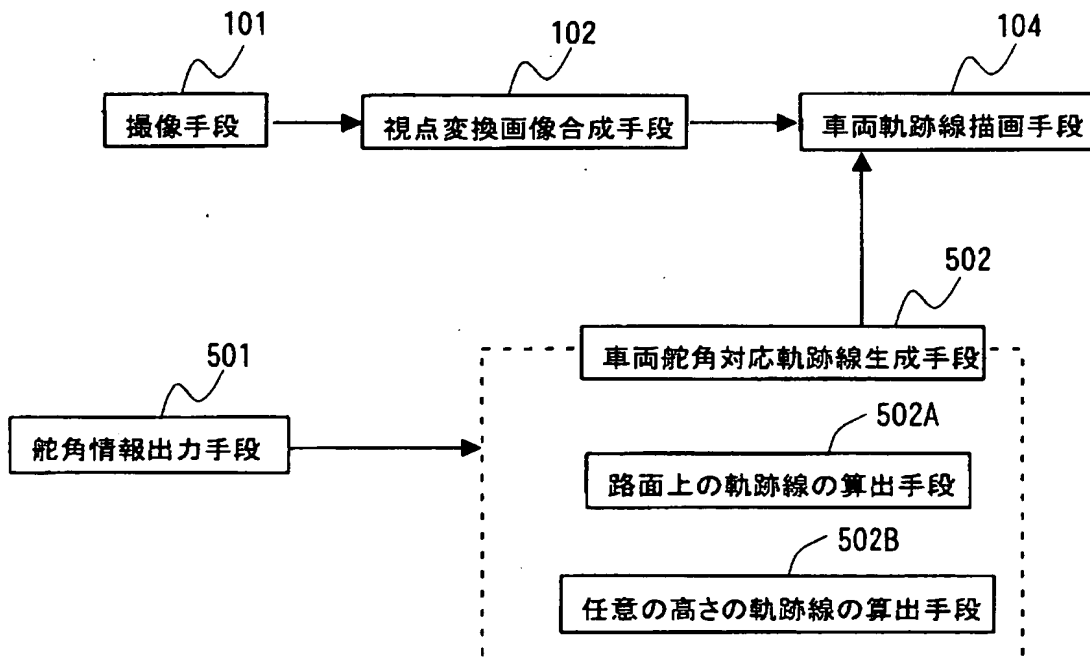 101
102
104
撮像手段
視点変換画像合成手段
車両軌跡線描画手段
502
車両舵角対応軌跡線生成手段
501
舵角情報出力手段
502A
路面上の軌跡線の算出手段
502B
任意の高さの軌跡線の算出手段